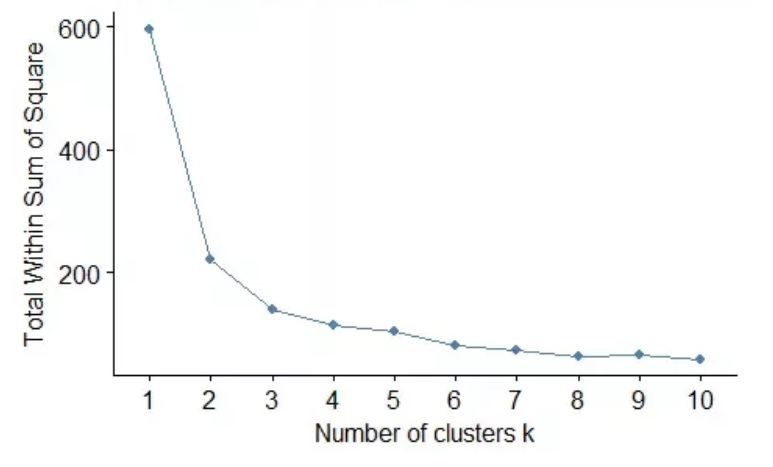 600
400
200
Total Within Sum of Square
1 2 3 4 5 6 7 8 9 10
Number of clusters k